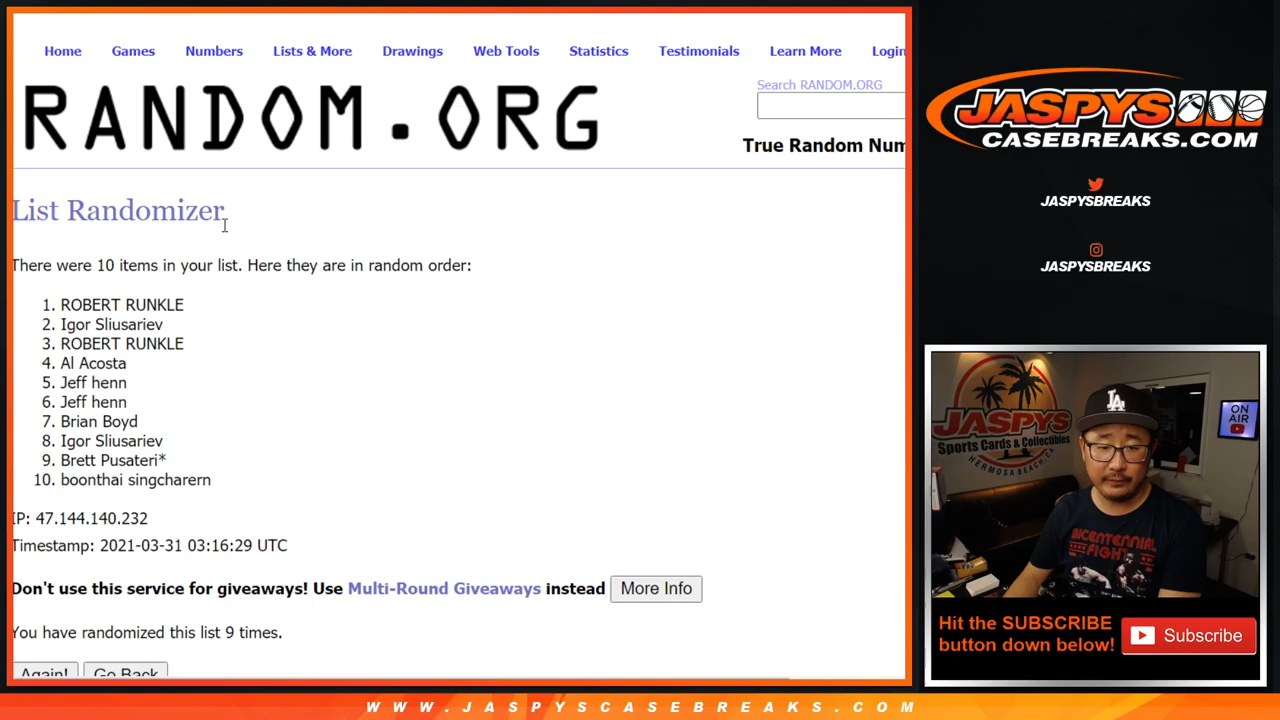 Home Games Numbers Lists & More Drawings Web Tools Statistics Testimonials Learn More Login
RANDOM.ORG
Search RANDOM.ORG
True Random Num
List Randomizer
There were 10 items in your list. Here they are in random order:
1. ROBERT RUNKLE
2. Igor Sliusariev
3. ROBERT RUNKLE
4. Al Acosta
5. Jeff henn
6. Jeff henn
7. Brian Boyd
8. Igor Sliusariev
9. Brett Pusateri*
10. boonthai singcharern
IP: 47.144.140.232
Timestamp: 2021-03-31 03:16:29 UTC
Don't use this service for giveaways! Use Multi-Round Giveaways instead More Info
You have randomized this list 9 times.
Again! Go Back
JASPYS
CASEBREAKS.COM
JASPYSBREAKS
JASPYSBREAKS
JASPYS
Sports Cards & Collectibles
HERMOSA BEACH, CA
LA
ON
AIR
BICENTENNIAL
FIGHT
Hit the SUBSCRIBE
button down below!
Subscribe
WWW.JASPYSCASEBREAKS.COM